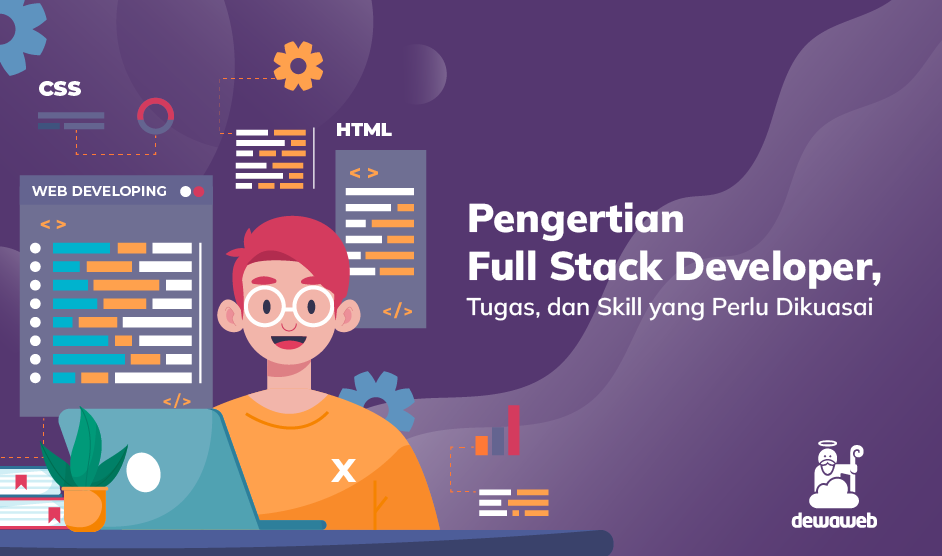 CSS
HTML
< >
WEB DEVELOPING
< >
</>
</>
X
Pengertian
Full Stack Developer,
Tugas, dan Skill yang Perlu Dikuasai
dewaweb